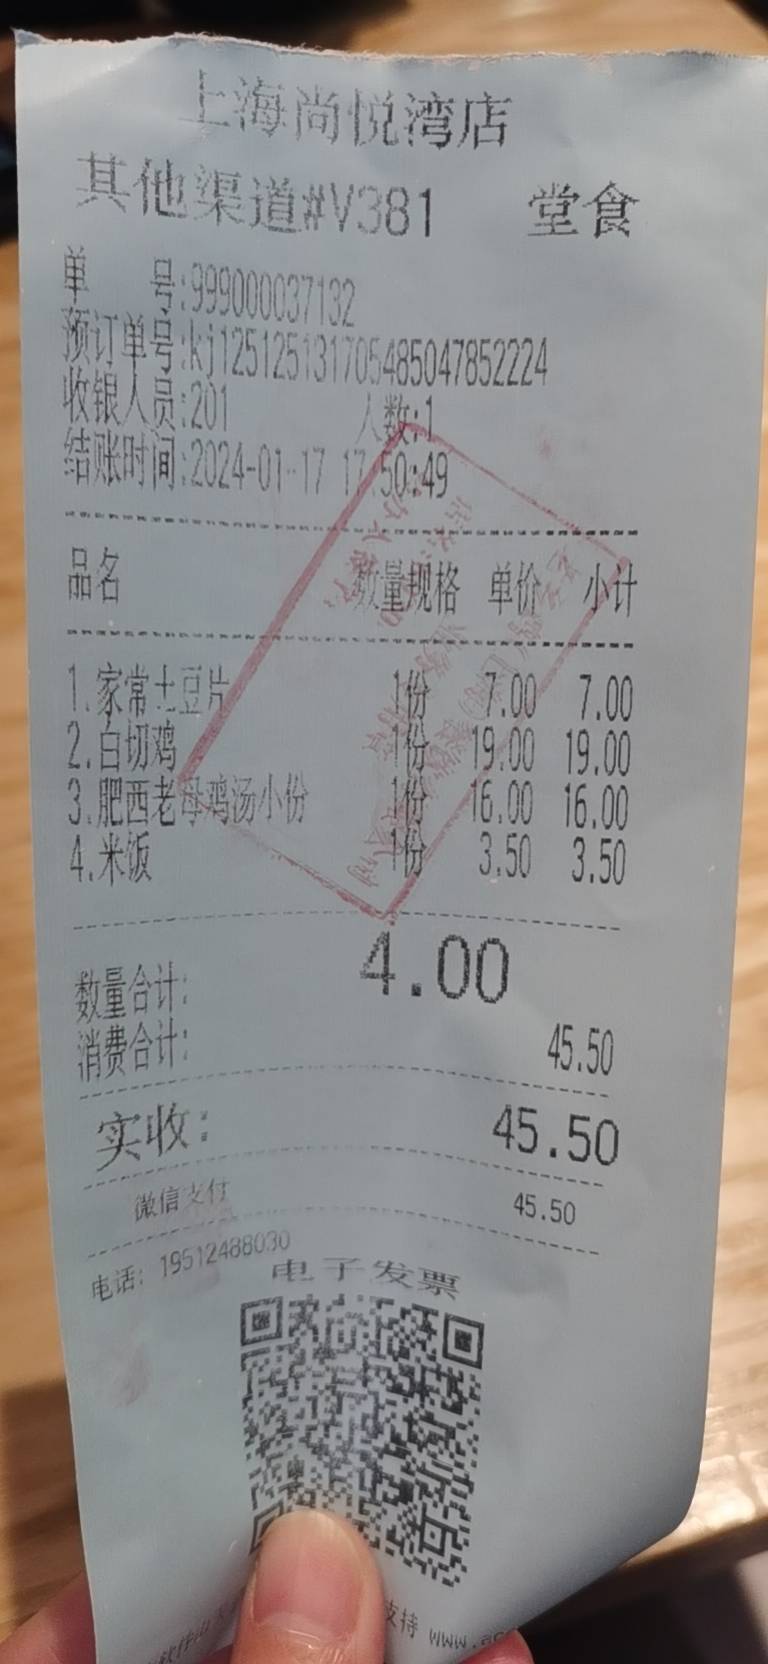 上海尚悦湾店
其他渠道#V381 堂食
单 号:999000037132
预订单号:kj125125131705485047852224
收银人员:201 人数:1
结账时间:2024-01-17 17:50:49
品名 数量规格 单价 小计
1.家常土豆片 1份 7.00 7.00
2.白切鸡 1份 19.00 19.00
3.肥西老母鸡汤小份 1份 16.00 16.00
4.米饭 1份 3.50 3.50
数量合计: 4.00
消费合计: 45.50
实收: 45.50
微信支付 45.50
电话: 19512488030
电子发票
支持 www.